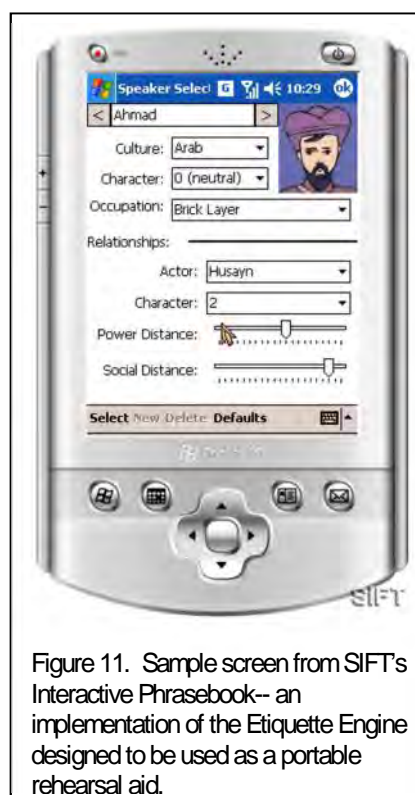 Speaker Selec G 10:29 ok
< Ahmad >
Culture: Arab
Character: 0 (neutral)
Occupation: Brick Layer
Relationships:
Actor: Husayn
Character: 2
Power Distance:
Social Distance:
Select New Delete Defaults
SIFT
Figure 11. Sample screen from SIFT's
Interactive Phrasebook-- an
implementation of the Etiquette Engine
designed to be used as a portable
rehearsal aid.